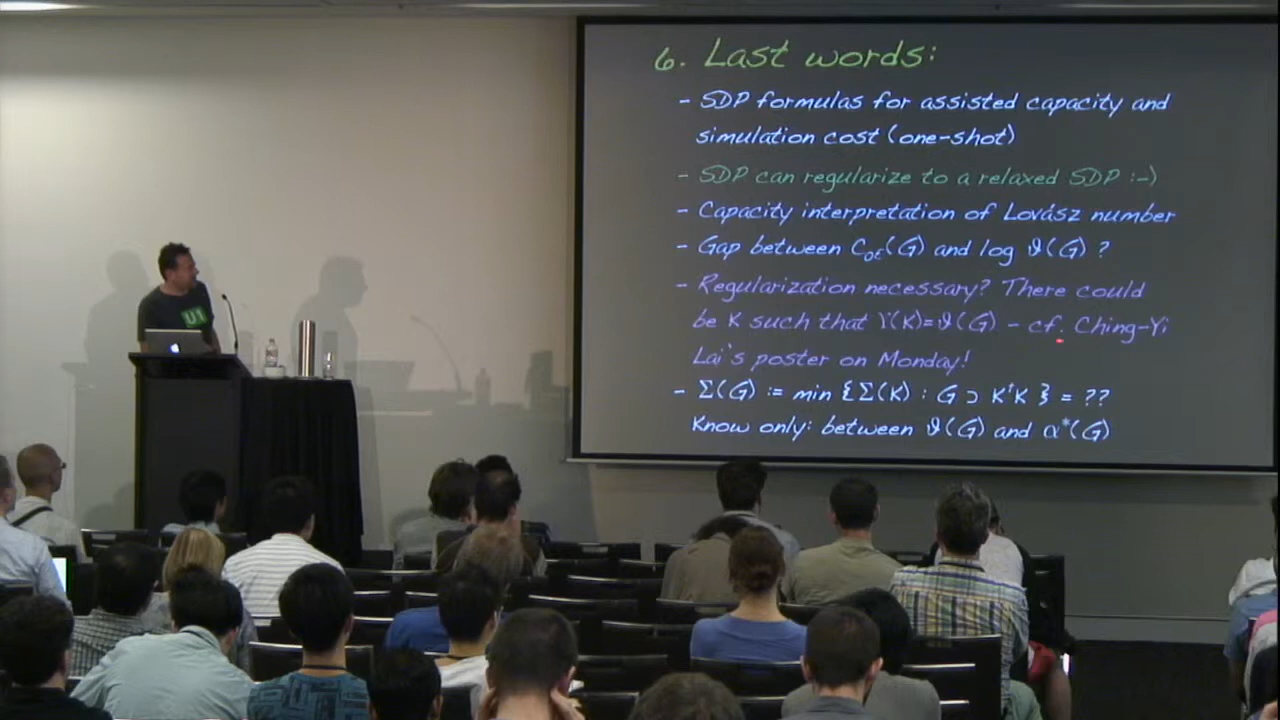 6. Last words:
- SDP formulas for assisted capacity and
simulation cost (one-shot)
- SDP can regularize to a relaxed SDP :-)
- Capacity interpretation of Lovász number
- Gap between C₀ₜ(G) and log ϑ(G) ?
- Regularization necessary? There could
be K such that Υ(K)=ϑ(G) - cf. Ching-Yi
Lai's poster on Monday!
- Σ(G) := min {Σ(K) : G ⊃ K†K } = ??
Know only: between ϑ(G) and α*(G)
U1